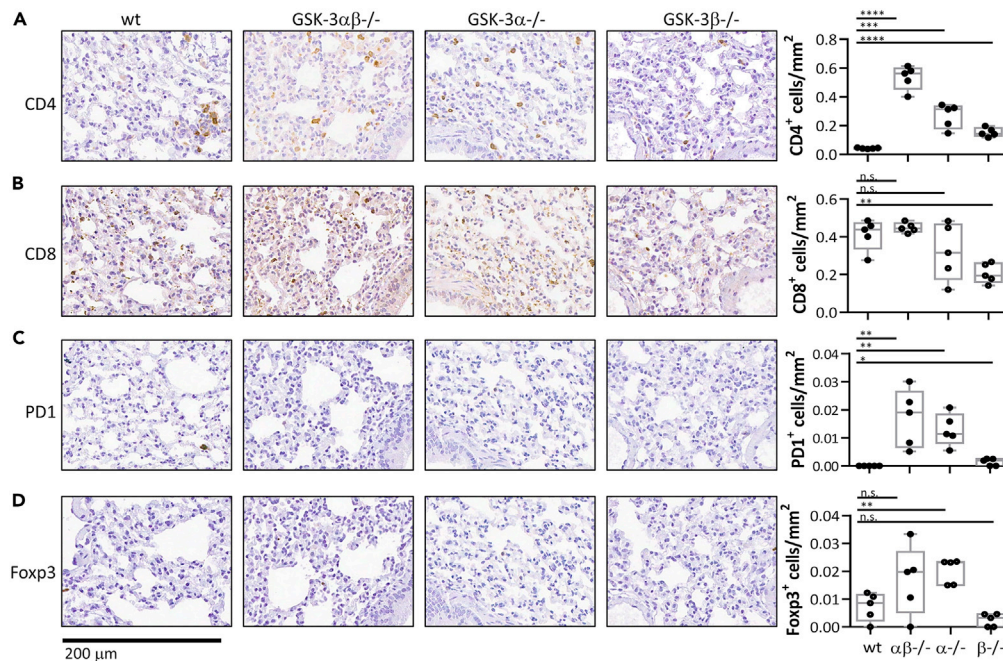 A
wt
GSK-3αβ-/-
GSK-3α-/-
GSK-3β-/-
CD4
****
***
****
CD4+ cells/mm2
0.8
0.6
0.4
0.2
0.0
B
CD8
n.s.
n.s.
**
CD8+ cells/mm2
0.6
0.4
0.2
0.0
C
PD1
**
**
*
PD1+ cells/mm2
0.04
0.03
0.02
0.01
0.00
D
Foxp3
n.s.
**
n.s.
Foxp3+ cells/mm2
0.04
0.03
0.02
0.01
0.00
wt αβ-/- α-/- β-/-
200 µm